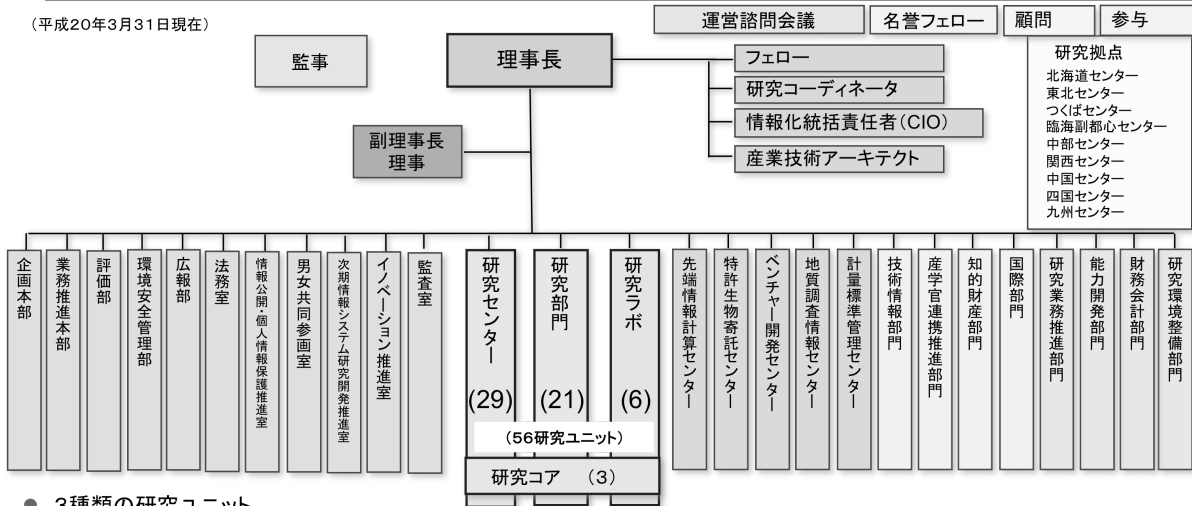 (平成20年3月31日現在)
運営諮問会議
名誉フェロー
顧問
参与
監事
理事長
フェロー
研究コーディネータ
情報化統括責任者(CIO)
産業技術アーキテクト
副理事長
理事
研究拠点
北海道センター
東北センター
つくばセンター
臨海副都心センター
中部センター
関西センター
中国センター
四国センター
九州センター
企画本部
業務推進本部
評価部
環境安全管理部
広報部
法務室
情報公開・個人情報保護推進室
男女共同参画室
次期情報システム研究開発推進室
イノベーション推進室
監査室
研究センター
(29)
研究部門
(21)
研究ラボ
(6)
(56研究ユニット)
研究コア (3)
先端情報計算センター
特許生物寄託センター
ベンチャー開発センター
地質調査情報センター
計量標準管理センター
技術情報部門
産学官連携推進部門
知的財産部門
国際部門
研究業務推進部門
能力開発部門
財務会計部門
研究環境整備部門
● 3種類の研究ユニット